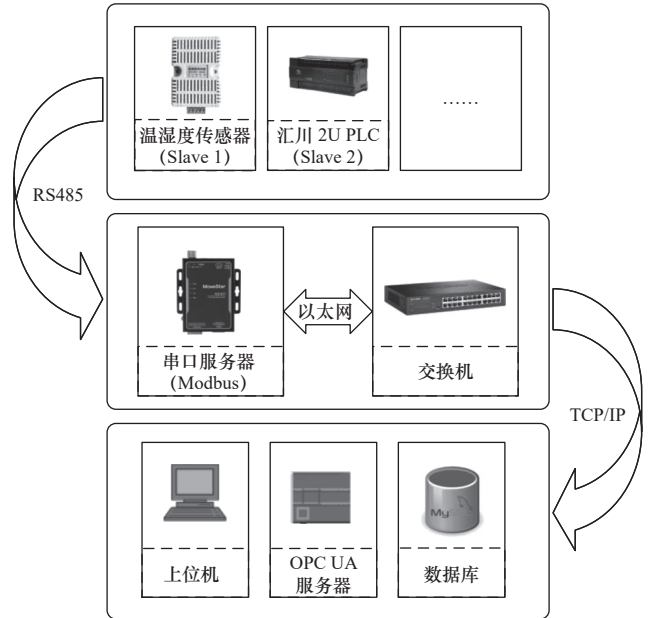 温湿度传感器
(Slave 1)
汇川 2U PLC
(Slave 2)
……
RS485
MoveStar
以太网
串口服务器
(Modbus)
交换机
TCP/IP
My
上位机
OPC UA
服务器
数据库